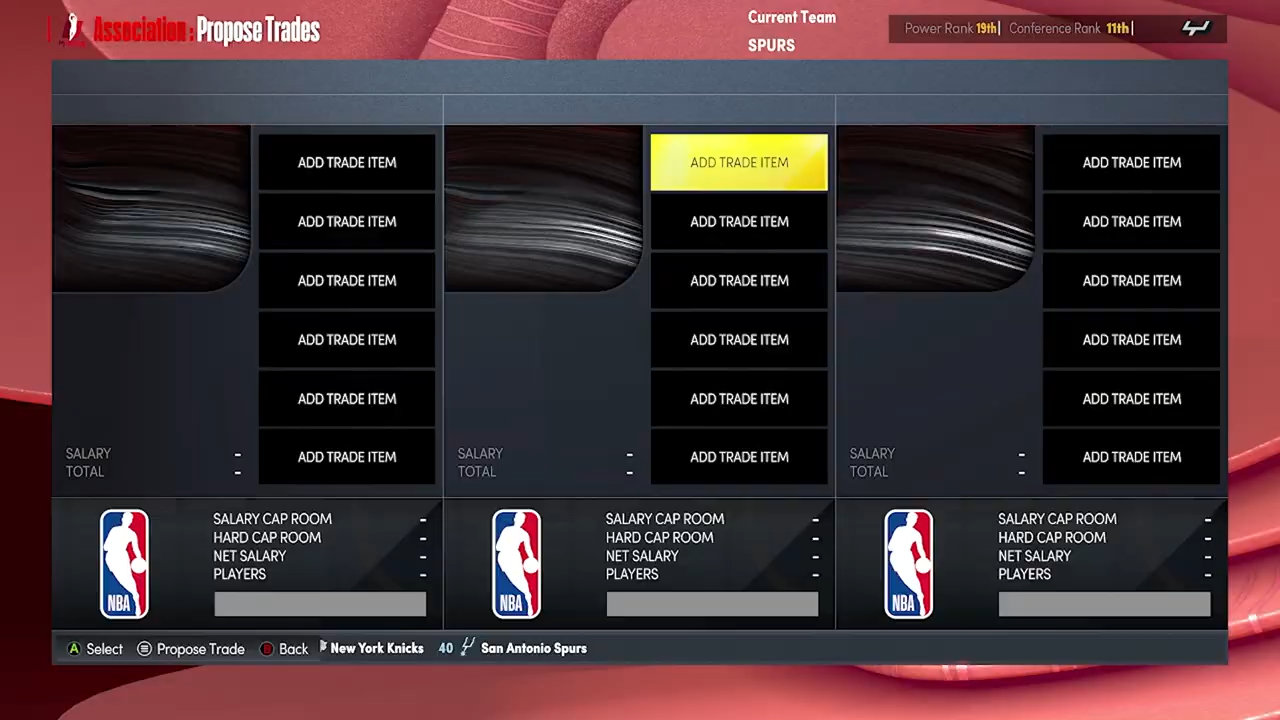 Association : Propose Trades
Current Team
SPURS
Power Rank 19th| Conference Rank 11th|
ADD TRADE ITEM
ADD TRADE ITEM
ADD TRADE ITEM
ADD TRADE ITEM
ADD TRADE ITEM
ADD TRADE ITEM
SALARY -
TOTAL -
ADD TRADE ITEM
ADD TRADE ITEM
ADD TRADE ITEM
ADD TRADE ITEM
ADD TRADE ITEM
ADD TRADE ITEM
SALARY -
TOTAL -
ADD TRADE ITEM
ADD TRADE ITEM
ADD TRADE ITEM
ADD TRADE ITEM
ADD TRADE ITEM
ADD TRADE ITEM
SALARY -
TOTAL -
NBA
SALARY CAP ROOM -
HARD CAP ROOM -
NET SALARY -
PLAYERS -
NBA
SALARY CAP ROOM -
HARD CAP ROOM -
NET SALARY -
PLAYERS -
NBA
SALARY CAP ROOM -
HARD CAP ROOM -
NET SALARY -
PLAYERS -
A Select Propose Trade B Back New York Knicks 40 San Antonio Spurs